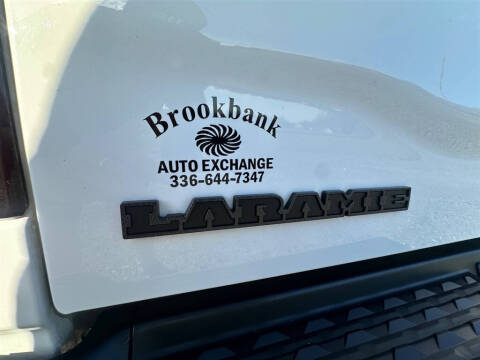 Brookbank
AUTO EXCHANGE
336-644-7347
LARAMIE